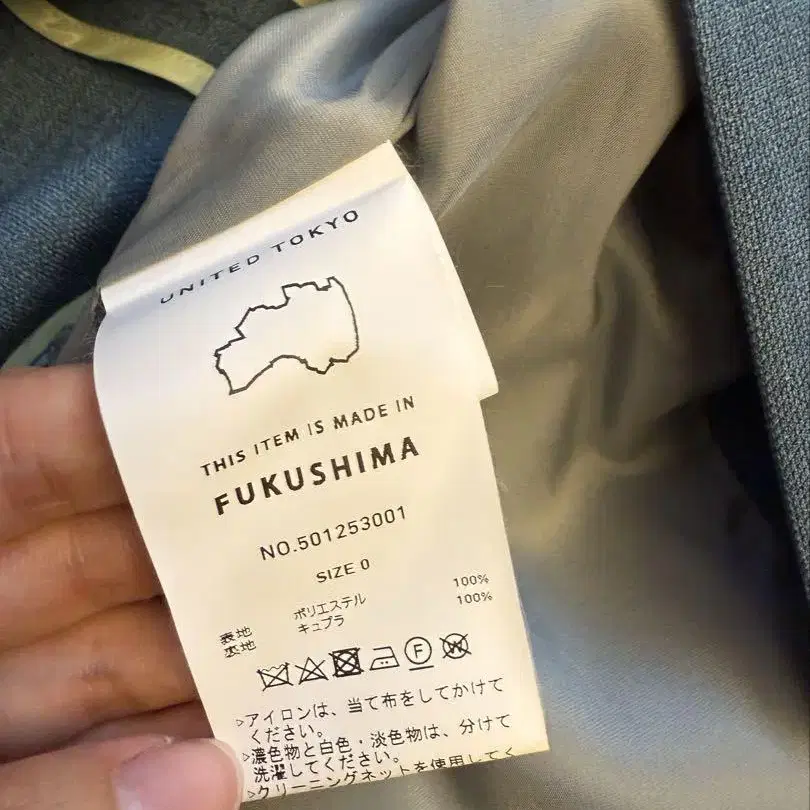 UNITED TOKYO
THIS ITEM IS MADE IN
FUKUSHIMA
NO.501253001
SIZE 0
表地 ポリエステル 100%
裏地 キュプラ 100%
F
W
▷アイロンは、当て布をしてかけて
ください。
▷濃色物と白色・淡色物は、分けて
洗濯してください。
▷クリーニングネットを使用してく